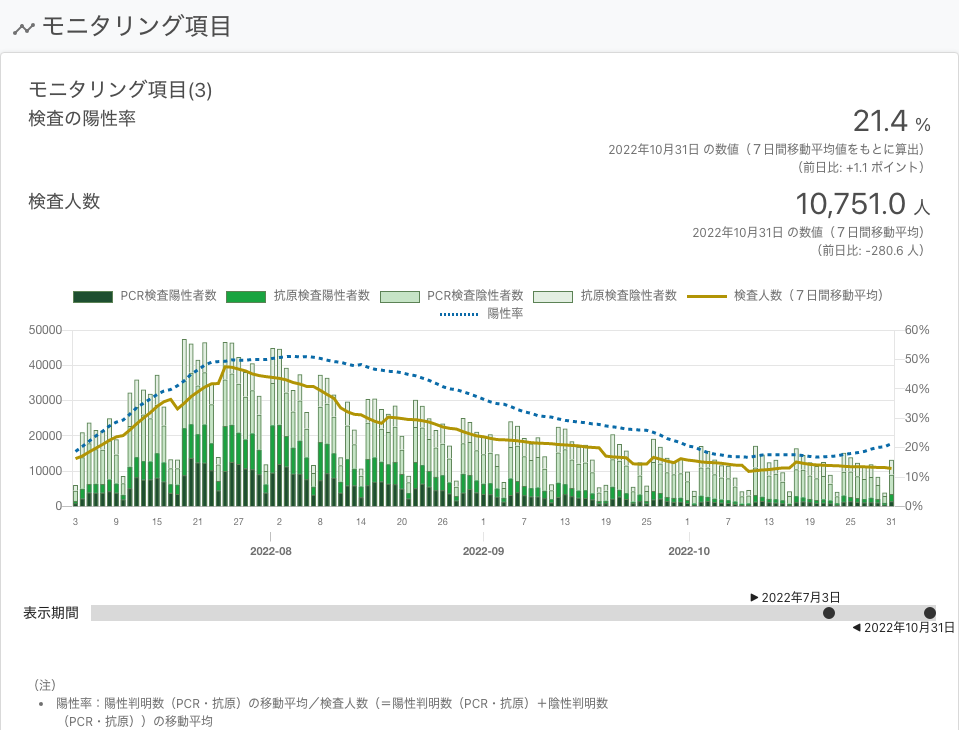 モニタリング項目
モニタリング項目(3)
検査の陽性率
21.4 %
2022年10月31日 の数値（７日間移動平均値をもとに算出）
（前日比: +1.1 ポイント）
検査人数
10,751.0 人
2022年10月31日 の数値（７日間移動平均）
（前日比: -280.6 人）
PCR検査陽性者数 抗原検査陽性者数 PCR検査陰性者数 抗原検査陰性者数 検査人数（７日間移動平均）
陽性率
50000 60%
40000 50%
30000 40%
20000 30%
10000 20%
0 10%
0%
3 9 15 21 27 2 8 14 20 26 1 7 13 19 25 1 7 13 19 25 31
2022-08 2022-09 2022-10
▶ 2022年7月3日
表示期間
◀ 2022年10月31日
（注）
• 陽性率：陽性判明数（PCR・抗原）の移動平均／検査人数（＝陽性判明数（PCR・抗原）＋陰性判明数
（PCR・抗原））の移動平均